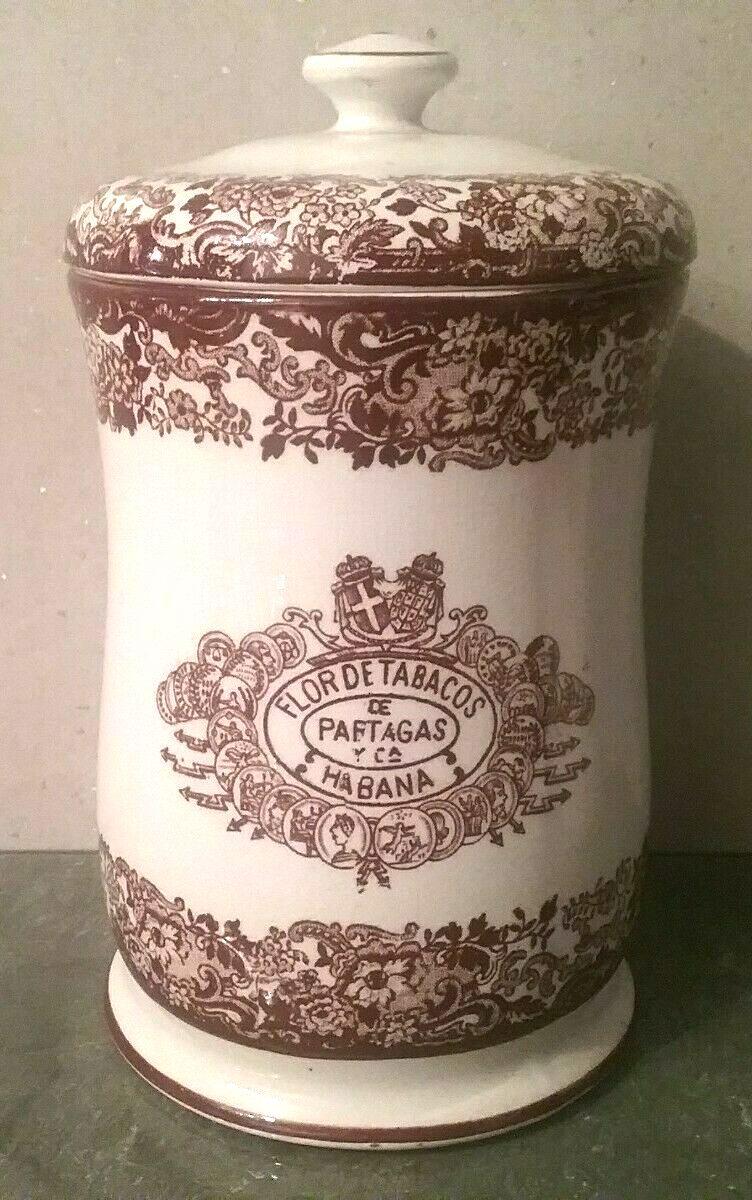 FLOR DE TABACOS
DE
PARTAGAS
Y CA
HABANA